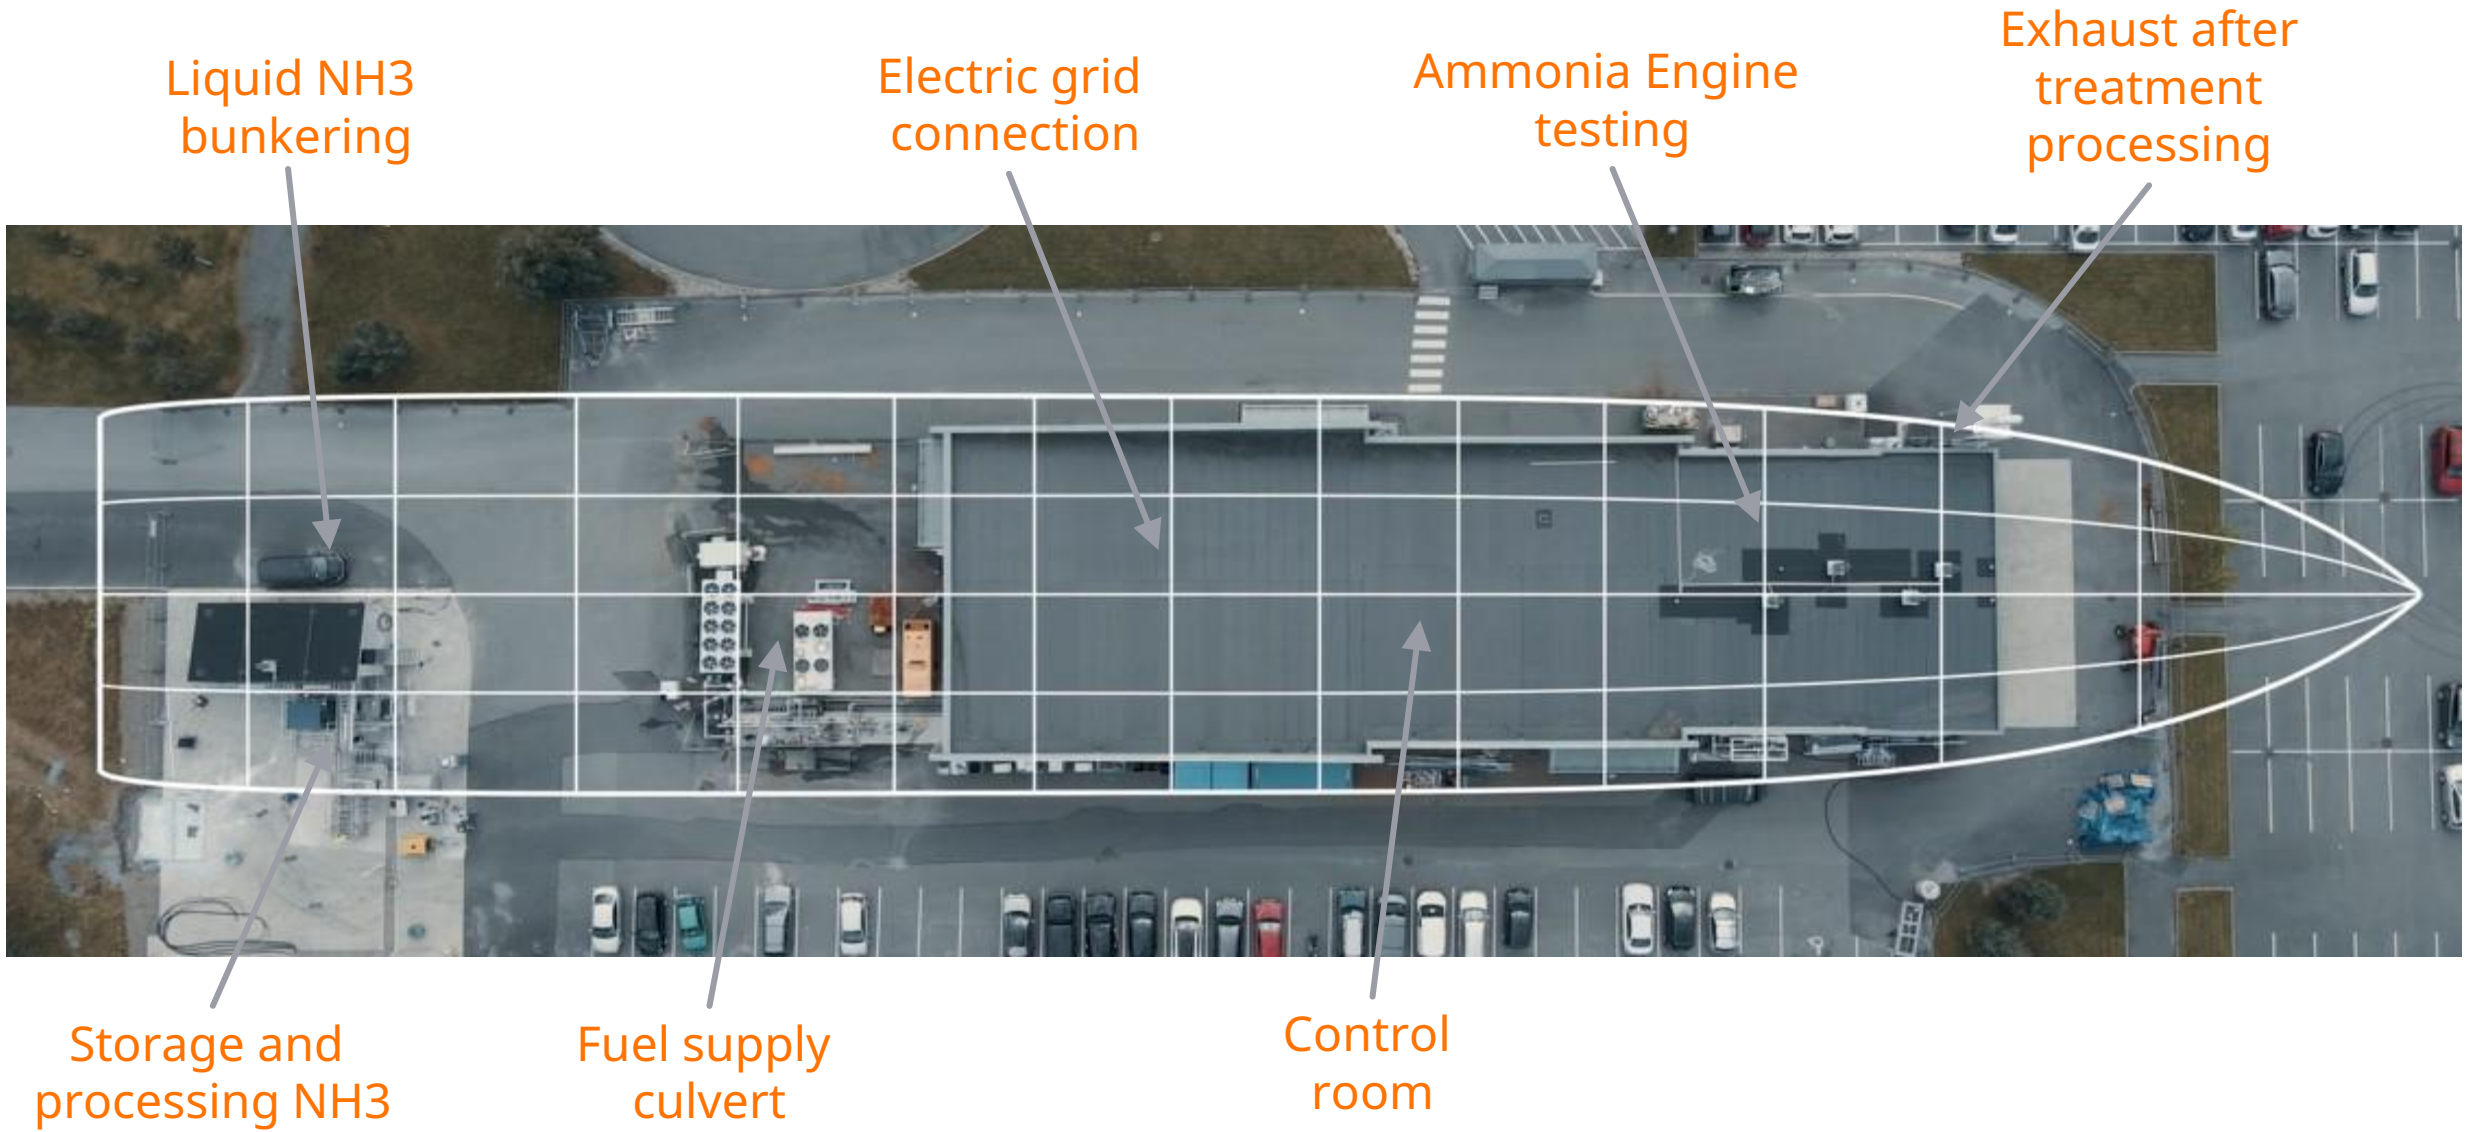 Liquid NH3
bunkering
Electric grid
connection
Ammonia Engine
testing
Exhaust after
treatment
processing
Storage and
processing NH3
Fuel supply
culvert
Control
room